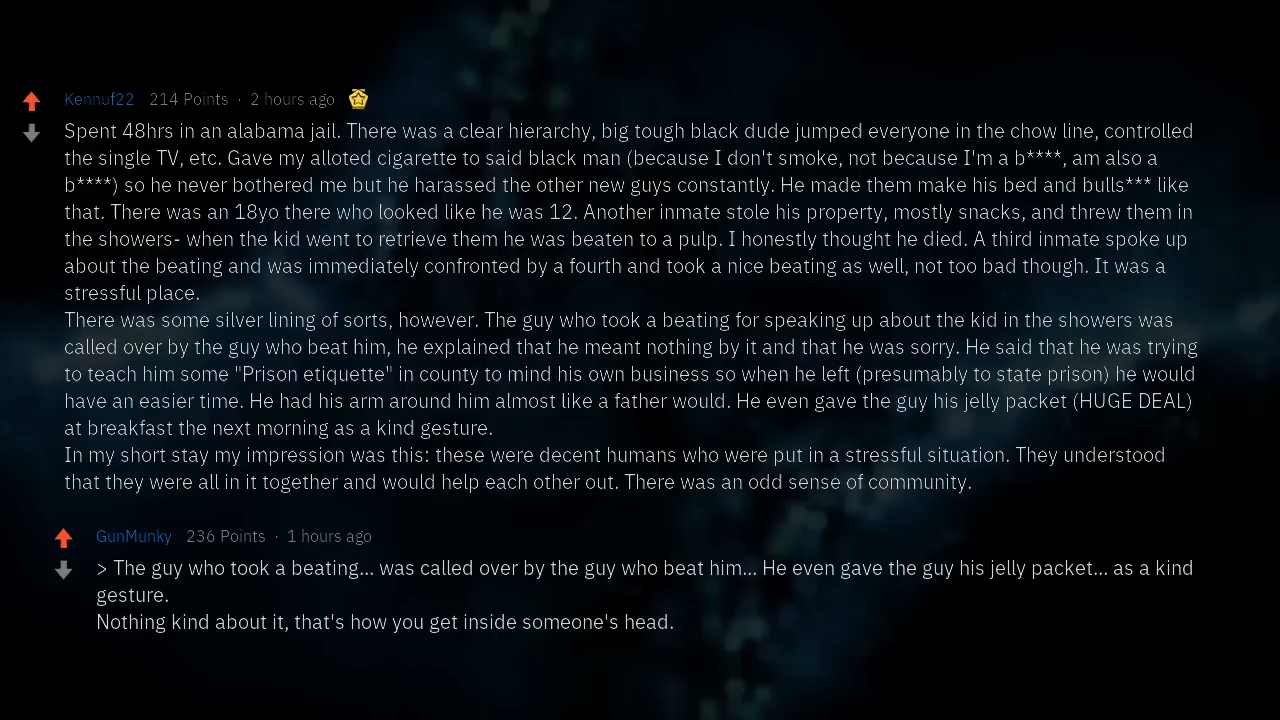 Kennuf22 214 Points · 2 hours ago
Spent 48hrs in an alabama jail. There was a clear hierarchy, big tough black dude jumped everyone in the chow line, controlled
the single TV, etc. Gave my alloted cigarette to said black man (because I don't smoke, not because I'm a b****, am also a
b****) so he never bothered me but he harassed the other new guys constantly. He made them make his bed and bulls*** like
that. There was an 18yo there who looked like he was 12. Another inmate stole his property, mostly snacks, and threw them in
the showers- when the kid went to retrieve them he was beaten to a pulp. I honestly thought he died. A third inmate spoke up
about the beating and was immediately confronted by a fourth and took a nice beating as well, not too bad though. It was a
stressful place.
There was some silver lining of sorts, however. The guy who took a beating for speaking up about the kid in the showers was
called over by the guy who beat him, he explained that he meant nothing by it and that he was sorry. He said that he was trying
to teach him some "Prison etiquette" in county to mind his own business so when he left (presumably to state prison) he would
have an easier time. He had his arm around him almost like a father would. He even gave the guy his jelly packet (HUGE DEAL)
at breakfast the next morning as a kind gesture.
In my short stay my impression was this: these were decent humans who were put in a stressful situation. They understood
that they were all in it together and would help each other out. There was an odd sense of community.
GunMunky 236 Points · 1 hours ago
> The guy who took a beating... was called over by the guy who beat him... He even gave the guy his jelly packet... as a kind
gesture.
Nothing kind about it, that's how you get inside someone's head.